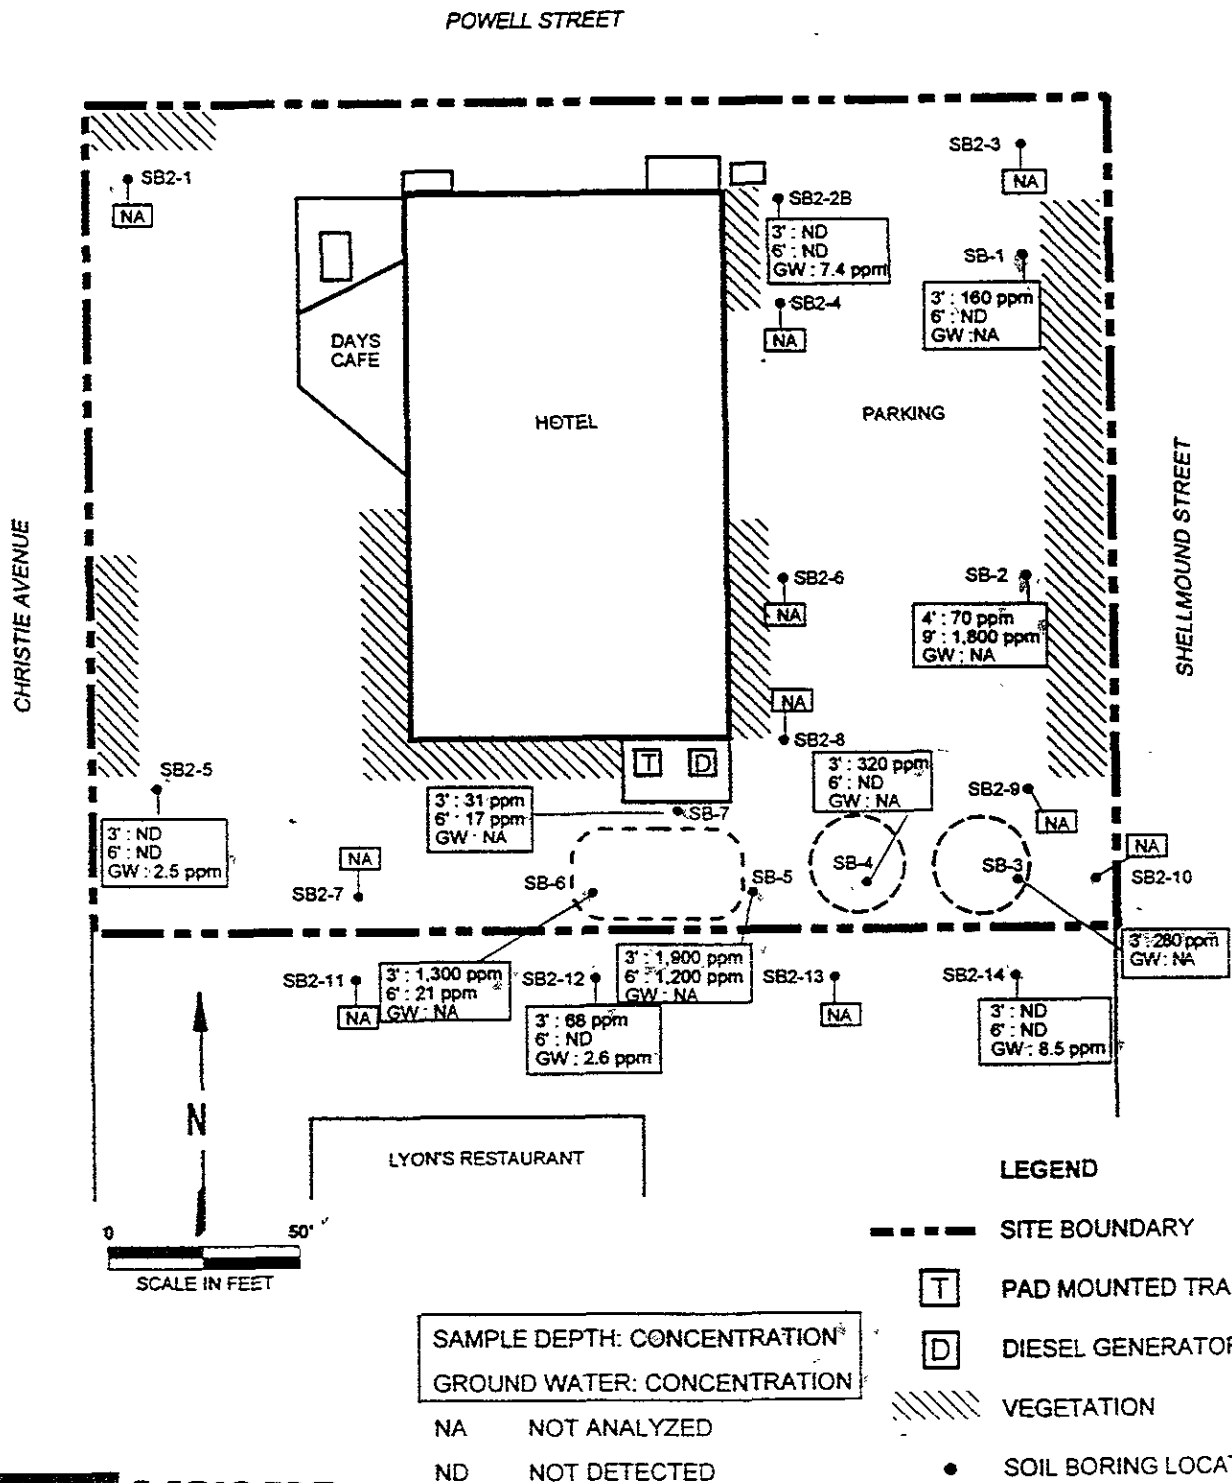 POWELL STREET
SB2-1
NA
SB2-3
NA
SB2-2B
3' : ND
6' : ND
GW : 7.4 ppm
SB-1
3' : 160 ppm
6' : ND
GW : NA
SB2-4
NA
DAYS
CAFE
HOTEL
PARKING
CHRISTIE AVENUE
SHELLMOUND STREET
SB2-6
NA
SB-2
4' : 70 ppm
9' : 1,800 ppm
GW : NA
NA
SB2-8
T
D
SB2-5
3' : ND
6' : ND
GW : 2.5 ppm
3' : 31 ppm
6' : 17 ppm
GW : NA
SB-7
3' : 320 ppm
6' : ND
GW : NA
SB2-9
NA
NA
SB2-7
SB-6
SB-5
SB-4
SB-3
NA
SB2-10
3' : 280 ppm
GW : NA
SB2-11
NA
3' : 1,300 ppm
6' : 21 ppm
GW : NA
SB2-12
3' : 68 ppm
6' : ND
GW : 2.6 ppm
3' : 1,900 ppm
6' : 1,200 ppm
GW : NA
SB2-13
NA
SB2-14
3' : ND
6' : ND
GW : 8.5 ppm
N
LYON'S RESTAURANT
0 50'
SCALE IN FEET
LEGEND
SITE BOUNDARY
T PAD MOUNTED TRA
D DIESEL GENERATOR
VEGETATION
SOIL BORING LOCAT
SAMPLE DEPTH: CONCENTRATION
GROUND WATER: CONCENTRATION
NA NOT ANALYZED
ND NOT DETECTED